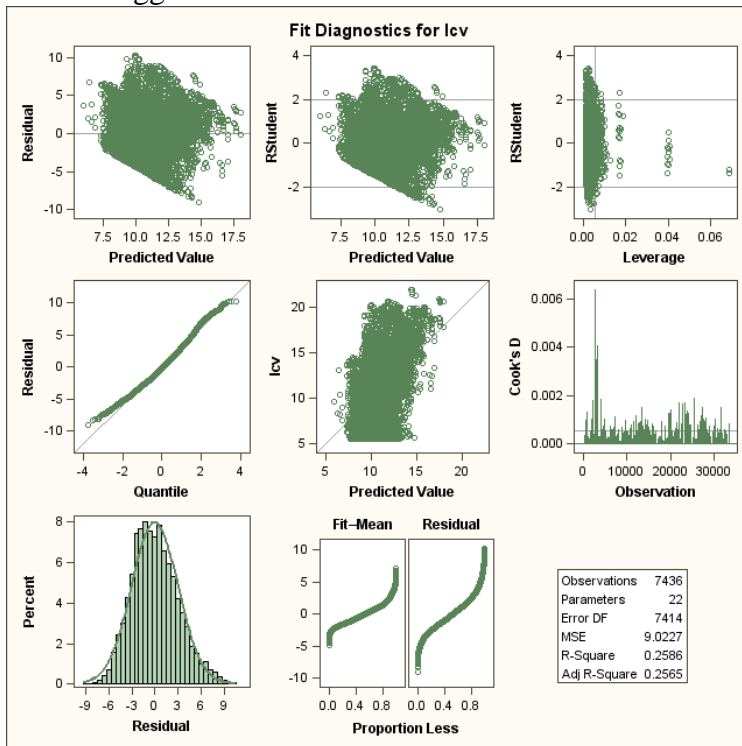 Fit Diagnostics for lcv
10
5
0
-5
-10
Residual
7.5 10.0 12.5 15.0 17.5
Predicted Value
4
2
0
-2
RStudent
7.5 10.0 12.5 15.0 17.5
Predicted Value
4
2
0
-2
RStudent
0.00 0.02 0.04 0.06
Leverage
10
5
0
-5
-10
Residual
-4 -2 0 2 4
Quantile
20
15
10
5
lcv
5 10 15 20
Predicted Value
0.006
0.004
0.002
0.000
Cook's D
0 10000 20000 30000
Observation
8
6
4
2
0
Percent
-9 -6 -3 0 3 6 9
Residual
Fit–Mean Residual
10
5
0
-5
-10
0.0 0.4 0.8 0.0 0.4 0.8
Proportion Less
Observations 7436
Parameters 22
Error DF 7414
MSE 9.0227
R-Square 0.2586
Adj R-Square 0.2565